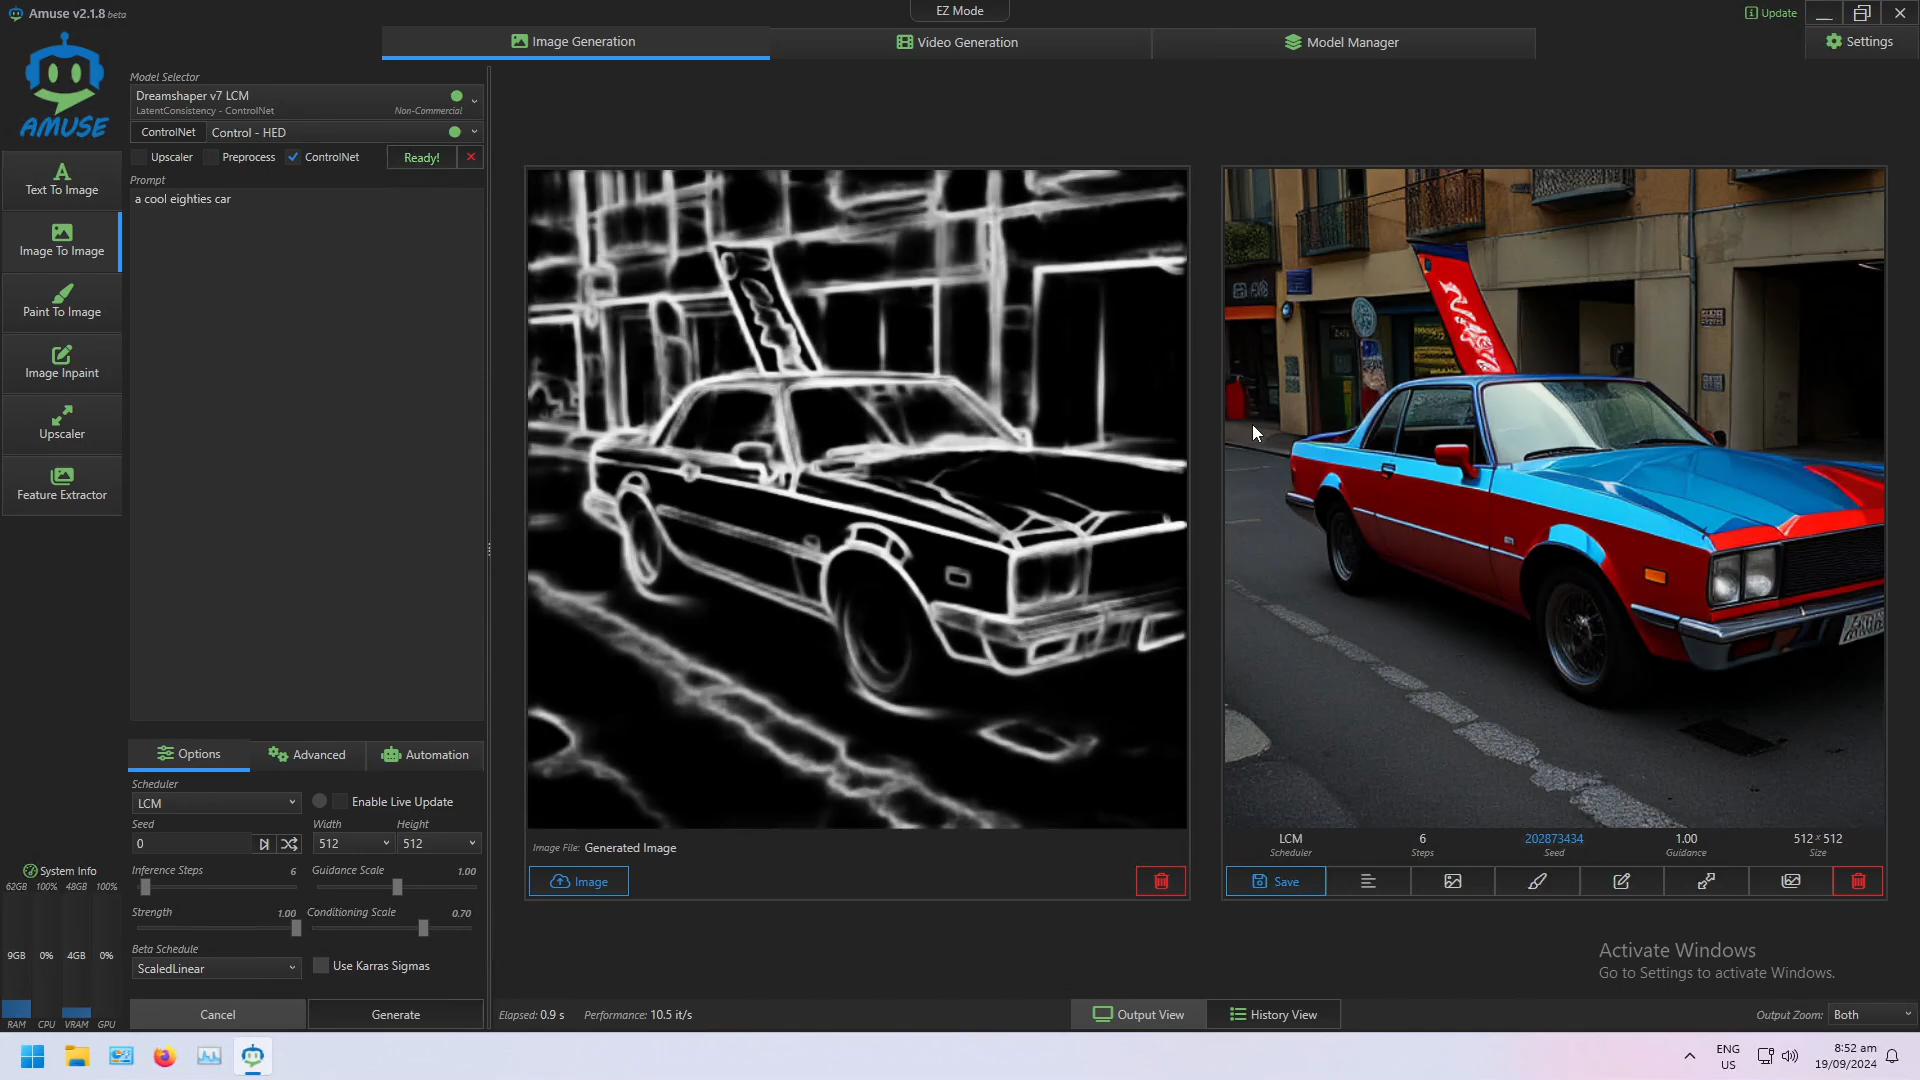 Amuse v2.1.8 beta
EZ Mode
Update
Image Generation
Video Generation
Model Manager
Settings
AMUSE
Model Selector
Dreamshaper v7 LCM
LatentConsistency - ControlNet
Non-Commercial
ControlNet
Control - HED
Upscaler
Preprocess
ControlNet
Ready!
Prompt
a cool eighties car
Text To Image
Image To Image
Paint To Image
Image Inpaint
Upscaler
Feature Extractor
Options
Advanced
Automation
Scheduler
LCM
Enable Live Update
Seed
Width
Height
0
512
512
Inference Steps
6
Guidance Scale
1.00
Strength
1.00
Conditioning Scale
0.70
Beta Schedule
ScaledLinear
Use Karras Sigmas
Cancel
Generate
System Info
62GB 100% 48GB 100%
9GB 0% 4GB 0%
RAM CPU VRAM GPU
Image File: Generated Image
Image
LCM
6
202873434
1.00
512 × 512
Scheduler
Steps
Seed
Guidance
Size
Save
Activate Windows
Go to Settings to activate Windows.
Elapsed: 0.9 s
Performance: 10.5 it/s
Output View
History View
Output Zoom: Both
ENG
US
8:52 am
19/09/2024